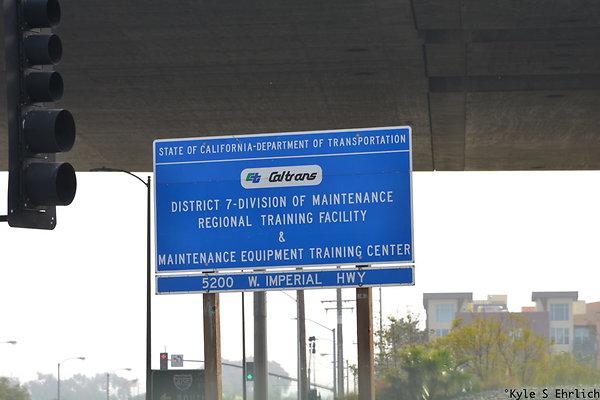 STATE OF CALIFORNIA-DEPARTMENT OF TRANSPORTATION
Caltrans
DISTRICT 7-DIVISION OF MAINTENANCE
REGIONAL TRAINING FACILITY
&
MAINTENANCE EQUIPMENT TRAINING CENTER
5200 W. IMPERIAL HWY
°Kyle S Ehrlich